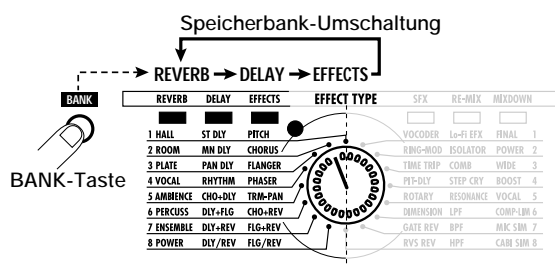 Speicherbank-Umschaltung
REVERB DELAY EFFECTS
BANK
BANK-Taste
REVERB DELAY EFFECTS EFFECT TYPE SFX RE-MIX MIXDOWN
1 HALL ST DLY PITCH VOCODER Lo-Fi EFX FINAL 1
2 ROOM MN DLY CHORUS RING-MOD ISOLATOR POWER 2
3 PLATE PAN DLY FLANGER TIME TRIP COMB WIDE 3
4 VOCAL RHYTHM PHASER PIT-DLY STEP CRY BOOST 4
5 AMBIENCE CHO+DLY TRM-PAN ROTARY RESONANCE VOCAL 5
6 PERCUSS DLY+FLG CHO+REV DIMENSION LPF COMP-LIM 6
7 ENSEMBLE DLY+REV FLG+REV GATE REV BPF MIC SIM 7
8 POWER DLY/REV FLG/REV RVS REV HPF CABI SIM 8